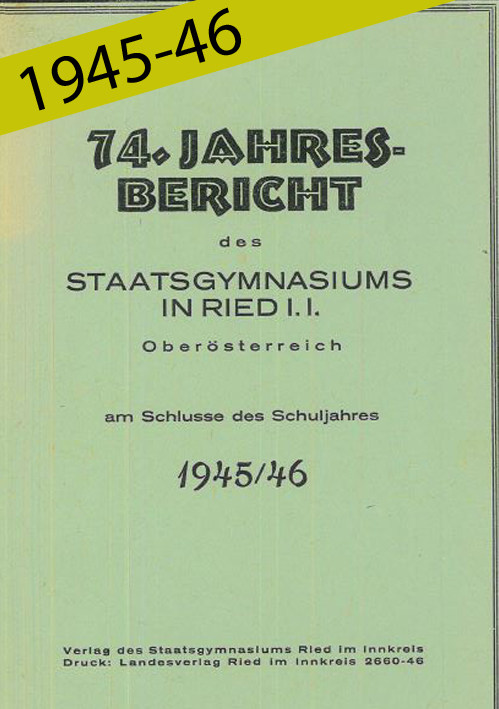 1945-46
74. JAHRES-
BERICHT
des
STAATSGYMNASIUMS
IN RIED I. I.
Oberösterreich
am Schlusse des Schuljahres
1945/46
Verlag des Staatsgymnasiums Ried im Innkreis
Druck: Landesverlag Ried im Innkreis 2660-46